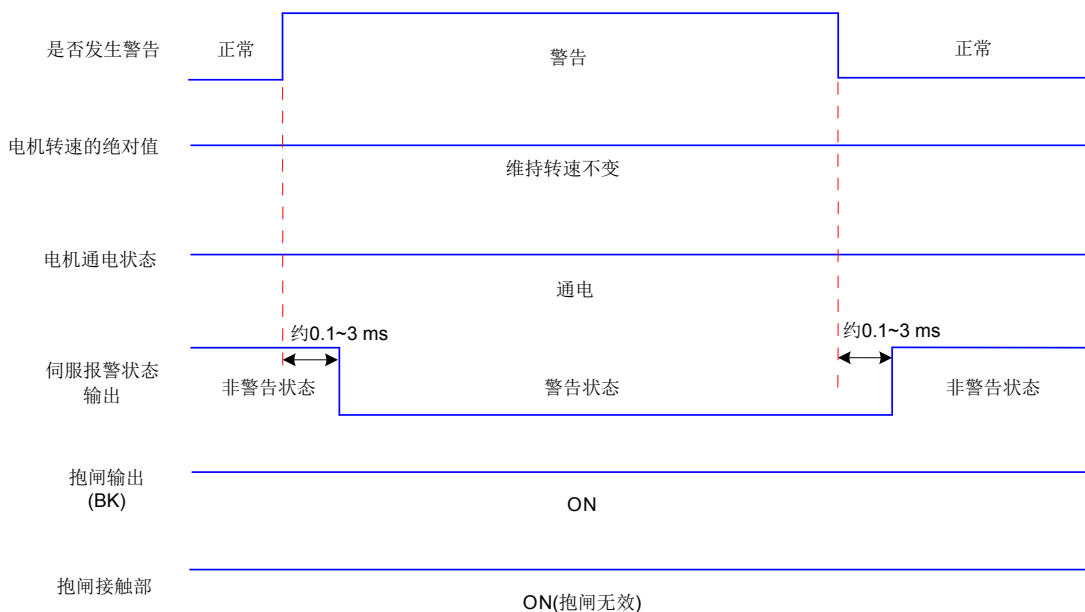 是否发生警告
正常
警告
正常
电机转速的绝对值
维持转速不变
电机通电状态
通电
约0.1~3 ms
约0.1~3 ms
伺服报警状态
输出
非警告状态
警告状态
非警告状态
抱闸输出
(BK)
ON
抱闸接触部
ON(抱闸无效)